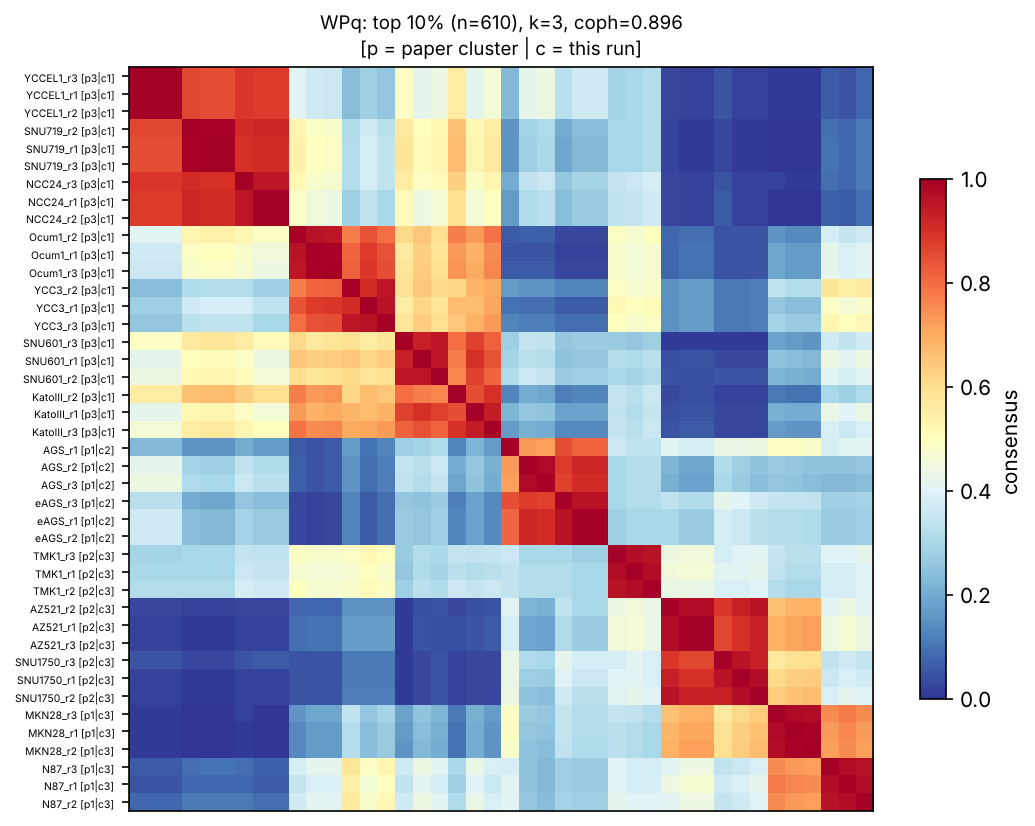 WPq: top 10% (n=610), k=3, coph=0.896
[p = paper cluster | c = this run]
YCCEL1_r3 [p3|c1]
YCCEL1_r1 [p3|c1]
YCCEL1_r2 [p3|c1]
SNU719_r2 [p3|c1]
SNU719_r1 [p3|c1]
SNU719_r3 [p3|c1]
NCC24_r3 [p3|c1]
NCC24_r1 [p3|c1]
NCC24_r2 [p3|c1]
Ocum1_r2 [p3|c1]
Ocum1_r1 [p3|c1]
Ocum1_r3 [p3|c1]
YCC3_r2 [p3|c1]
YCC3_r1 [p3|c1]
YCC3_r3 [p3|c1]
SNU601_r3 [p3|c1]
SNU601_r1 [p3|c1]
SNU601_r2 [p3|c1]
KatoIII_r2 [p3|c1]
KatoIII_r1 [p3|c1]
KatoIII_r3 [p3|c1]
AGS_r1 [p1|c2]
AGS_r2 [p1|c2]
AGS_r3 [p1|c2]
eAGS_r3 [p1|c2]
eAGS_r1 [p1|c2]
eAGS_r2 [p1|c2]
TMK1_r3 [p2|c3]
TMK1_r1 [p2|c3]
TMK1_r2 [p2|c3]
AZ521_r2 [p2|c3]
AZ521_r1 [p2|c3]
AZ521_r3 [p2|c3]
SNU1750_r3 [p2|c3]
SNU1750_r1 [p2|c3]
SNU1750_r2 [p2|c3]
MKN28_r3 [p1|c3]
MKN28_r1 [p1|c3]
MKN28_r2 [p1|c3]
N87_r3 [p1|c3]
N87_r1 [p1|c3]
N87_r2 [p1|c3]
1.0
0.8
0.6
0.4
0.2
0.0
consensus